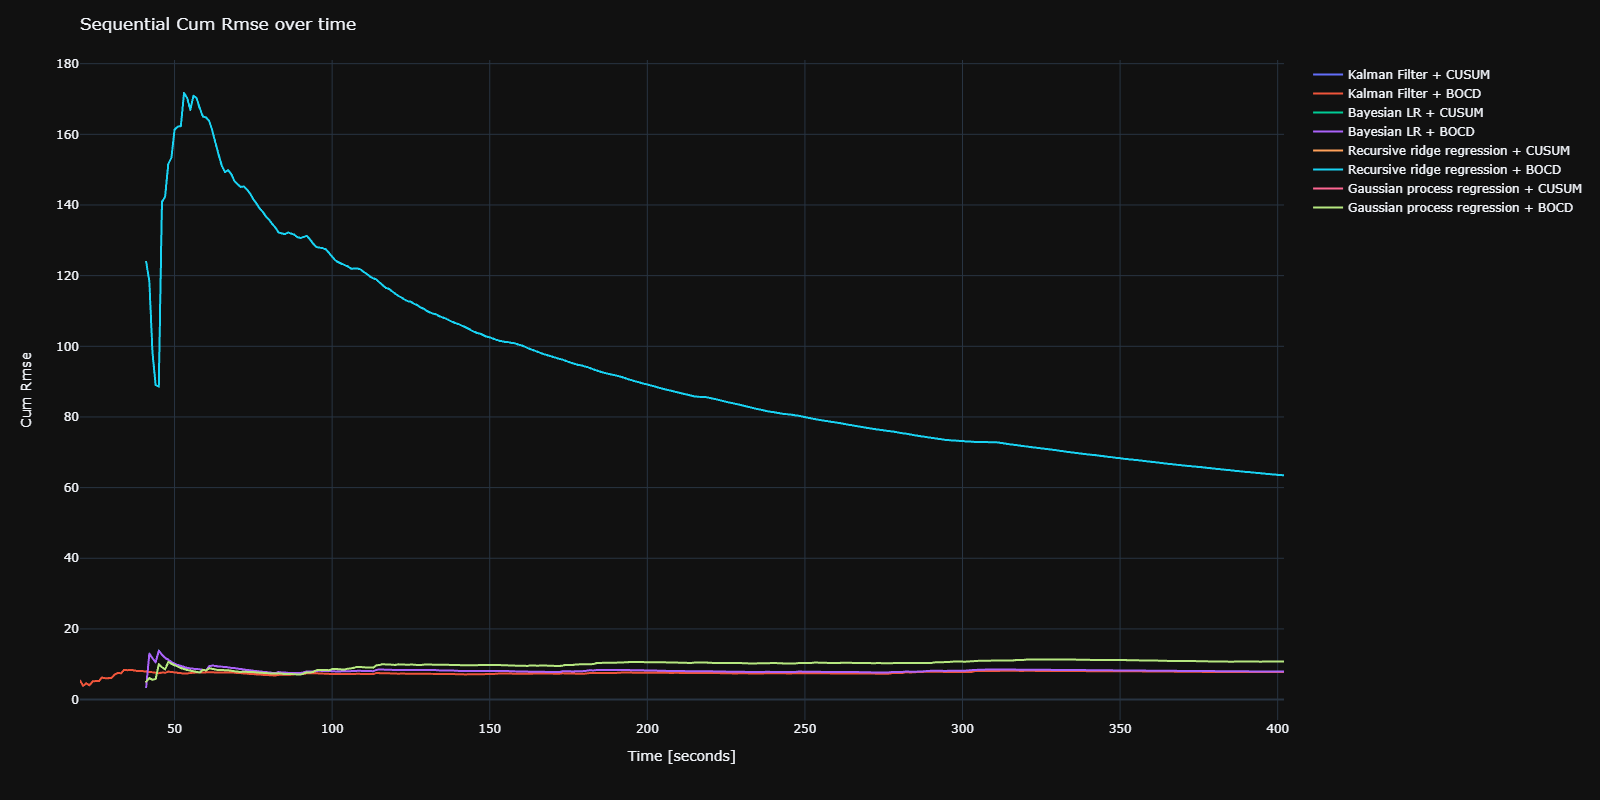 Sequential Cum Rmse over time
Cum Rmse
180
160
140
120
100
80
60
40
20
0
50
100
150
200
250
300
350
400
Time [seconds]
Kalman Filter + CUSUM
Kalman Filter + BOCD
Bayesian LR + CUSUM
Bayesian LR + BOCD
Recursive ridge regression + CUSUM
Recursive ridge regression + BOCD
Gaussian process regression + CUSUM
Gaussian process regression + BOCD